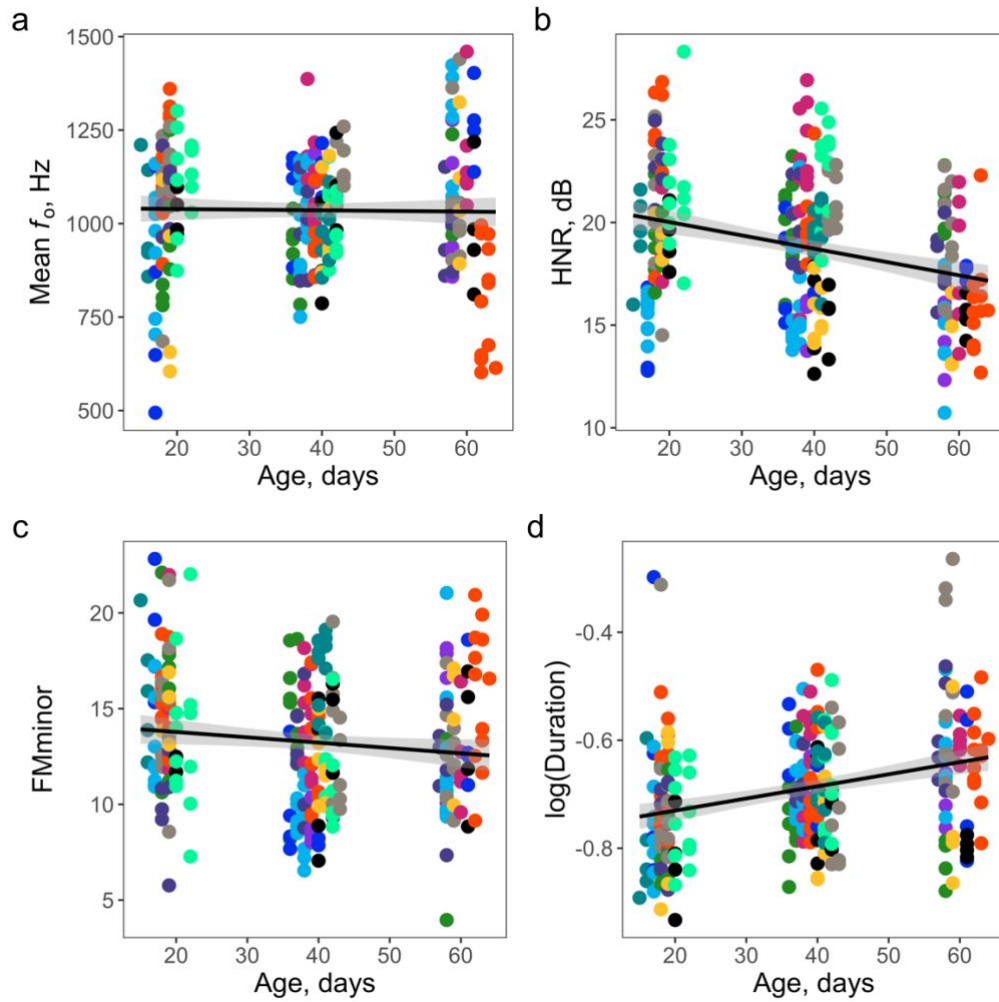 a
1500
1250
1000
750
500
Mean fₒ, Hz
20 30 40 50 60
Age, days
b
25
20
15
10
HNR, dB
20 30 40 50 60
Age, days
c
20
15
10
5
FMminor
20 30 40 50 60
Age, days
d
-0.4
-0.6
-0.8
log(Duration)
20 30 40 50 60
Age, days